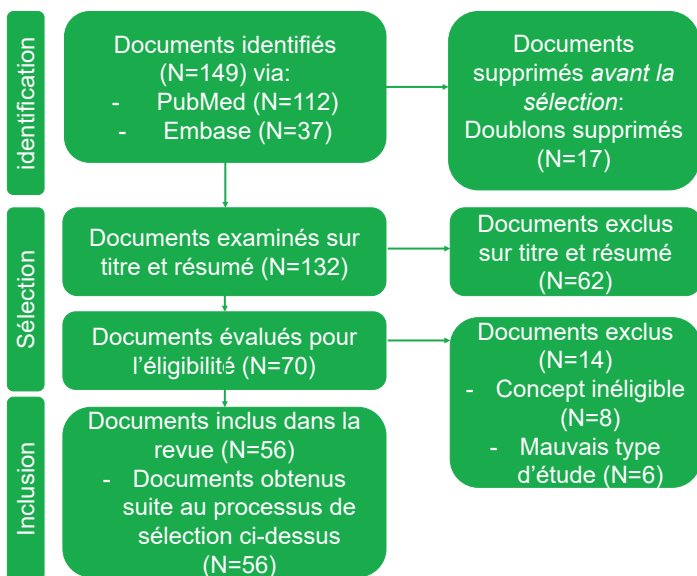 identification
Documents identifiés
(N=149) via:
- PubMed (N=112)
- Embase (N=37)
Documents
supprimés avant la
sélection:
Doublons supprimés
(N=17)
Sélection
Documents examinés sur
titre et résumé (N=132)
Documents exclus
sur titre et résumé
(N=62)
Documents évalués pour
l'éligibilité (N=70)
Documents exclus
(N=14)
- Concept inéligible
(N=8)
- Mauvais type
d'étude (N=6)
Inclusion
Documents inclus dans la
revue (N=56)
- Documents obtenus
suite au processus de
sélection ci-dessus
(N=56)